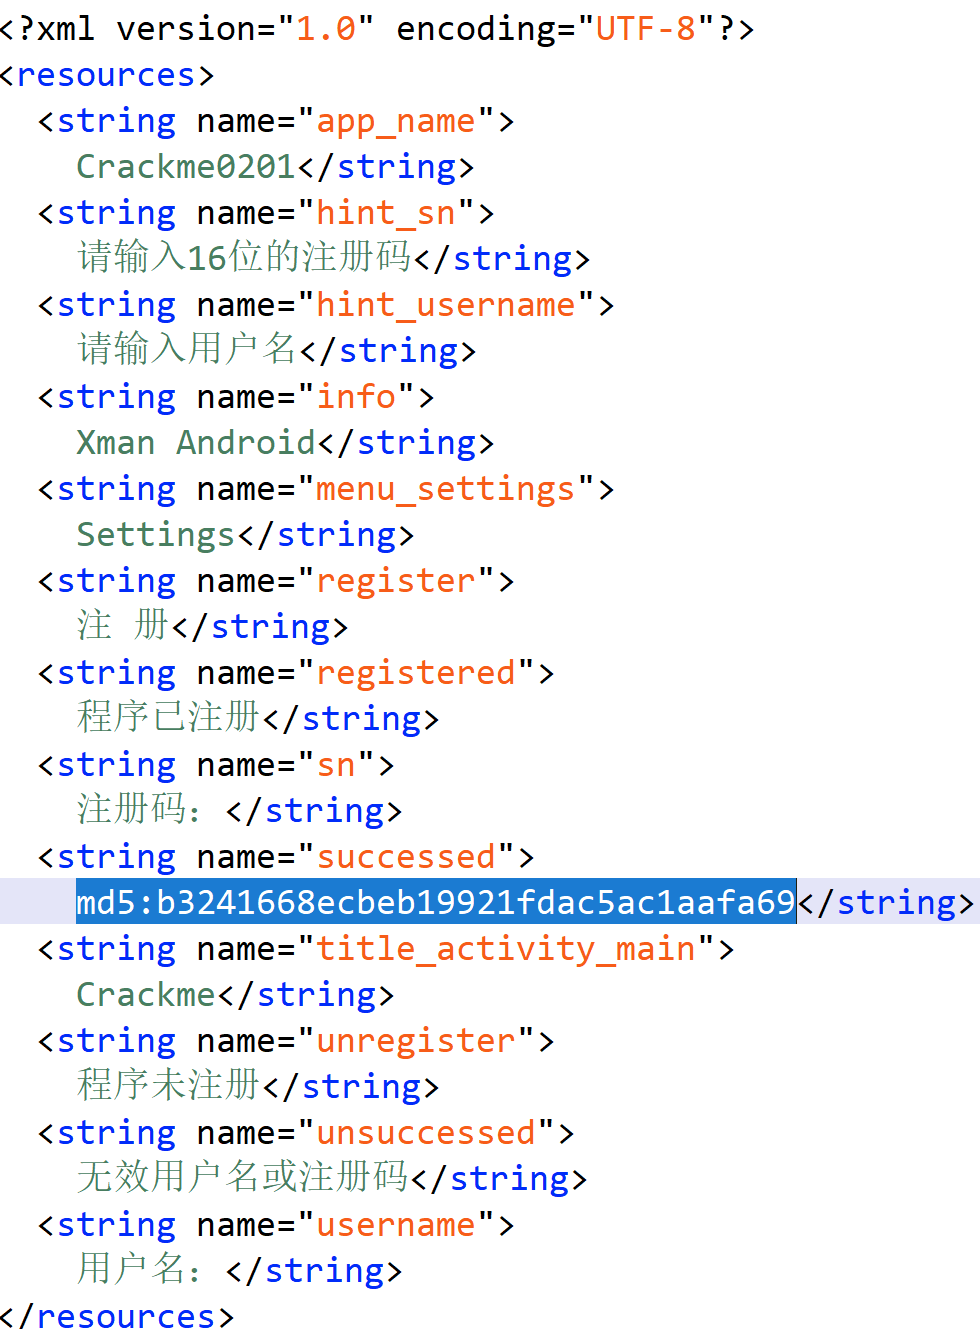 <?xml version="1.0" encoding="UTF-8"?>
<resources>
<string name="app_name">
Crackme0201</string>
<string name="hint_sn">
请输入16位的注册码</string>
<string name="hint_username">
请输入用户名</string>
<string name="info">
Xman Android</string>
<string name="menu_settings">
Settings</string>
<string name="register">
注 册</string>
<string name="registered">
程序已注册</string>
<string name="sn">
注册码：</string>
<string name="successed">
md5:b3241668ecbeb19921fdac5ac1aafa69</string>
<string name="title_activity_main">
Crackme</string>
<string name="unregister">
程序未注册</string>
<string name="unsuccessed">
无效用户名或注册码</string>
<string name="username">
用户名：</string>
</resources>